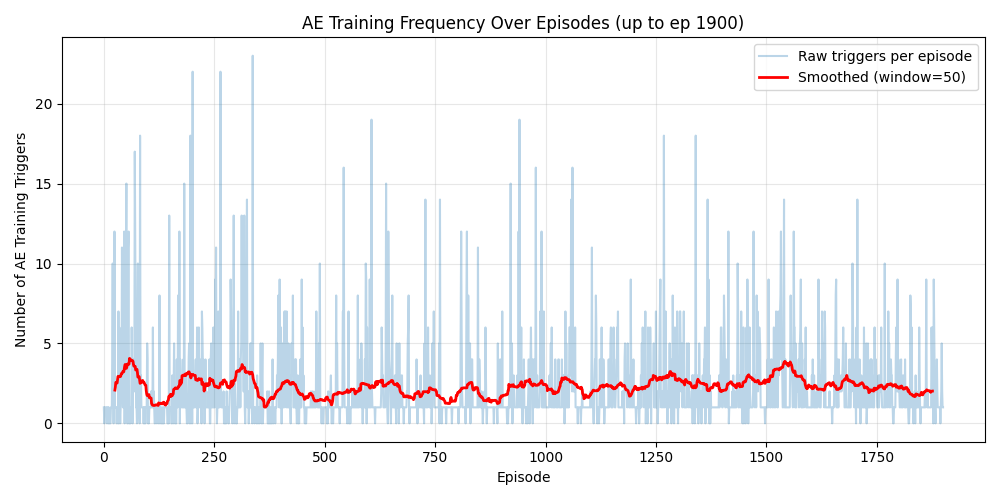 AE Training Frequency Over Episodes (up to ep 1900)
Raw triggers per episode
Smoothed (window=50)
Number of AE Training Triggers
20
15
10
5
0
0 250 500 750 1000 1250 1500 1750
Episode